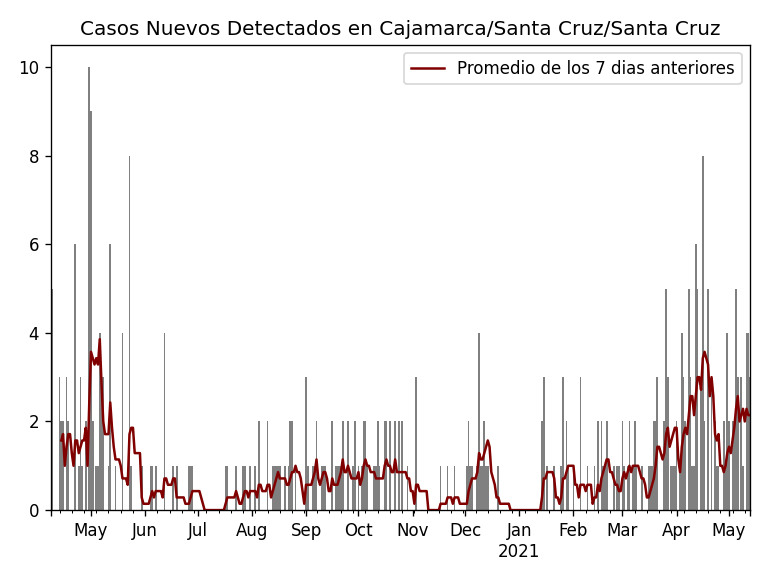 Casos Nuevos Detectados en Cajamarca/Santa Cruz/Santa Cruz
Promedio de los 7 dias anteriores
10
8
6
4
2
0
May Jun Jul Aug Sep Oct Nov Dec Jan Feb Mar Apr May
2021